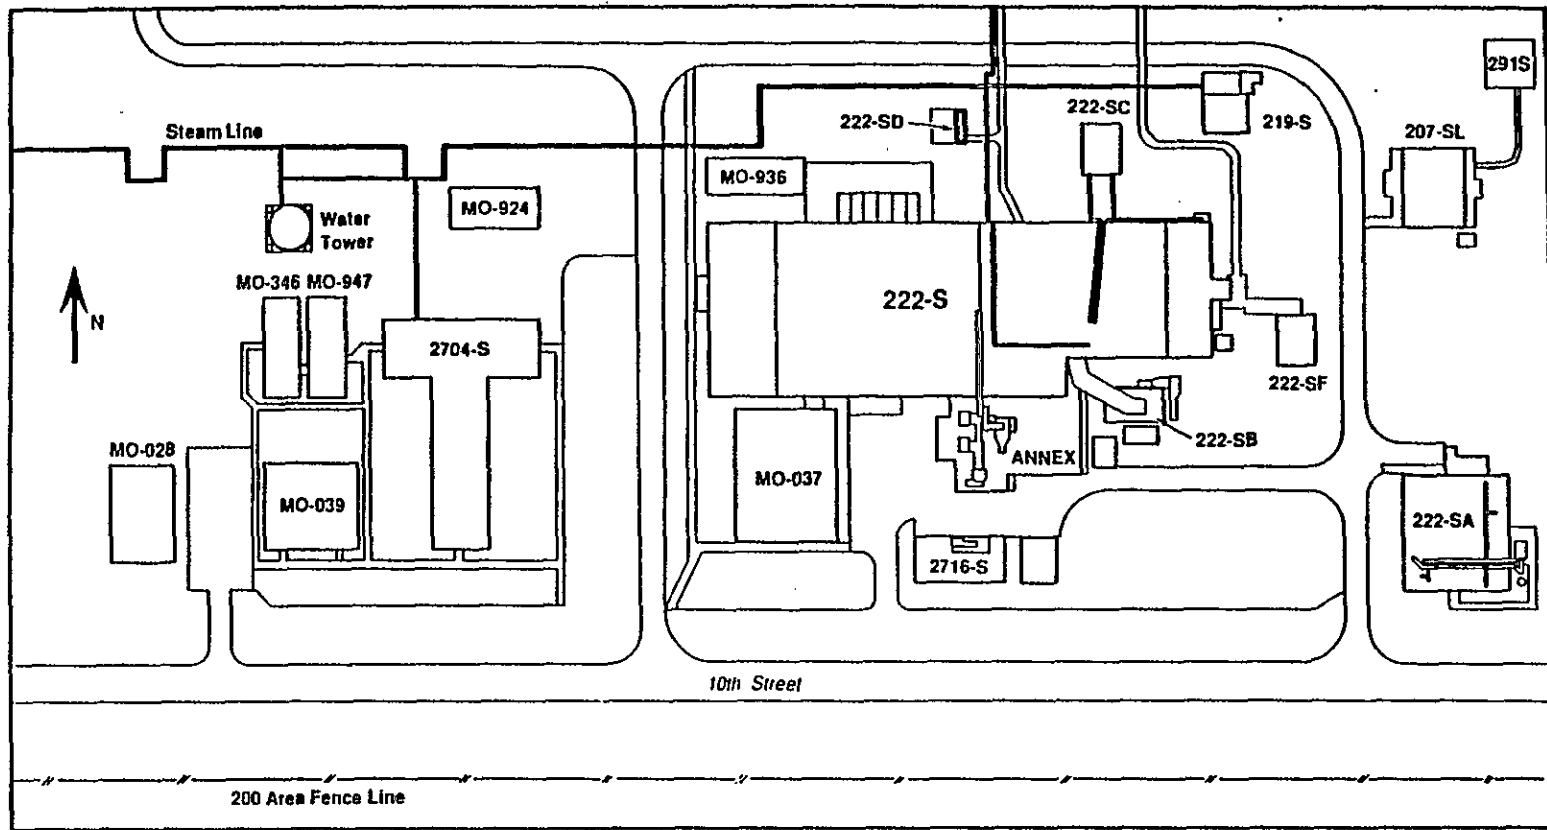 291S
Steam Line
222-SD
222-SC
219-S
207-SL
MO-936
MO-924
Water
Tower
MO-346
MO-947
222-S
N
2704-S
222-SF
222-SB
MO-028
ANNEX
MO-037
MO-039
222-SA
2716-S
10th Street
200 Area Fence Line